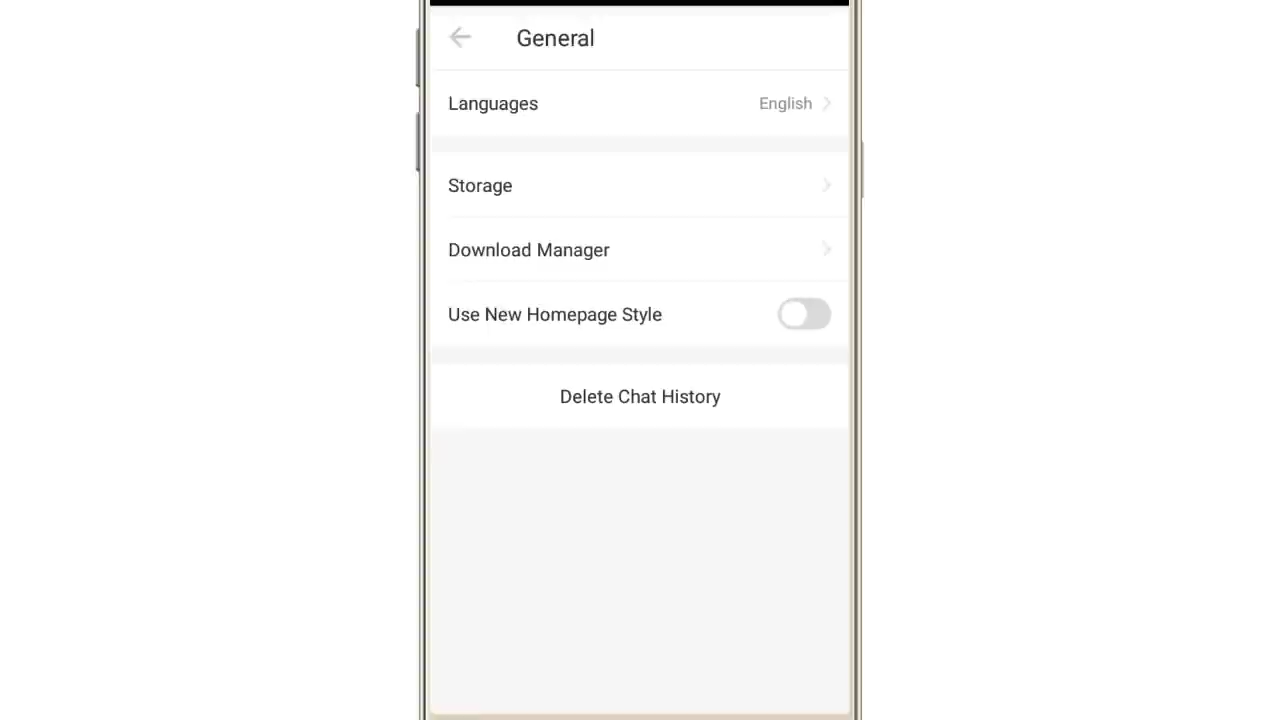 General
Languages
English
Storage
Download Manager
Use New Homepage Style
Delete Chat History